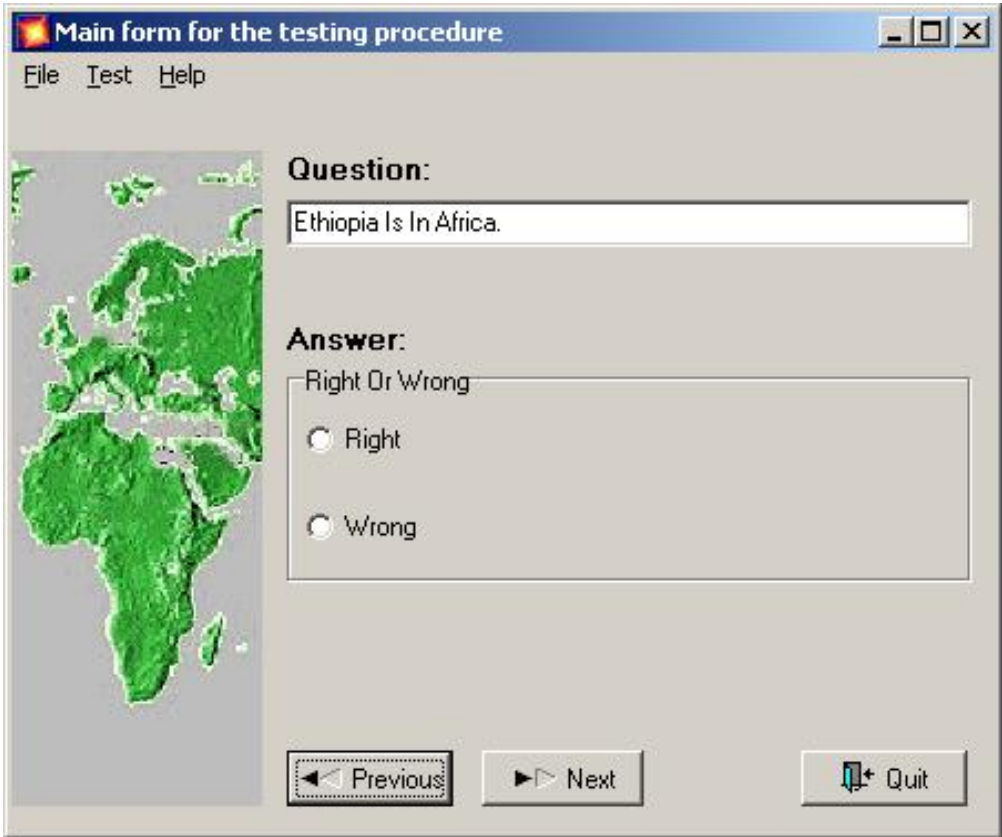 Main form for the testing procedure
File Test Help
Question:
Ethiopia Is In Africa.
Answer:
Right Or Wrong
Right
Wrong
Previous Next Quit